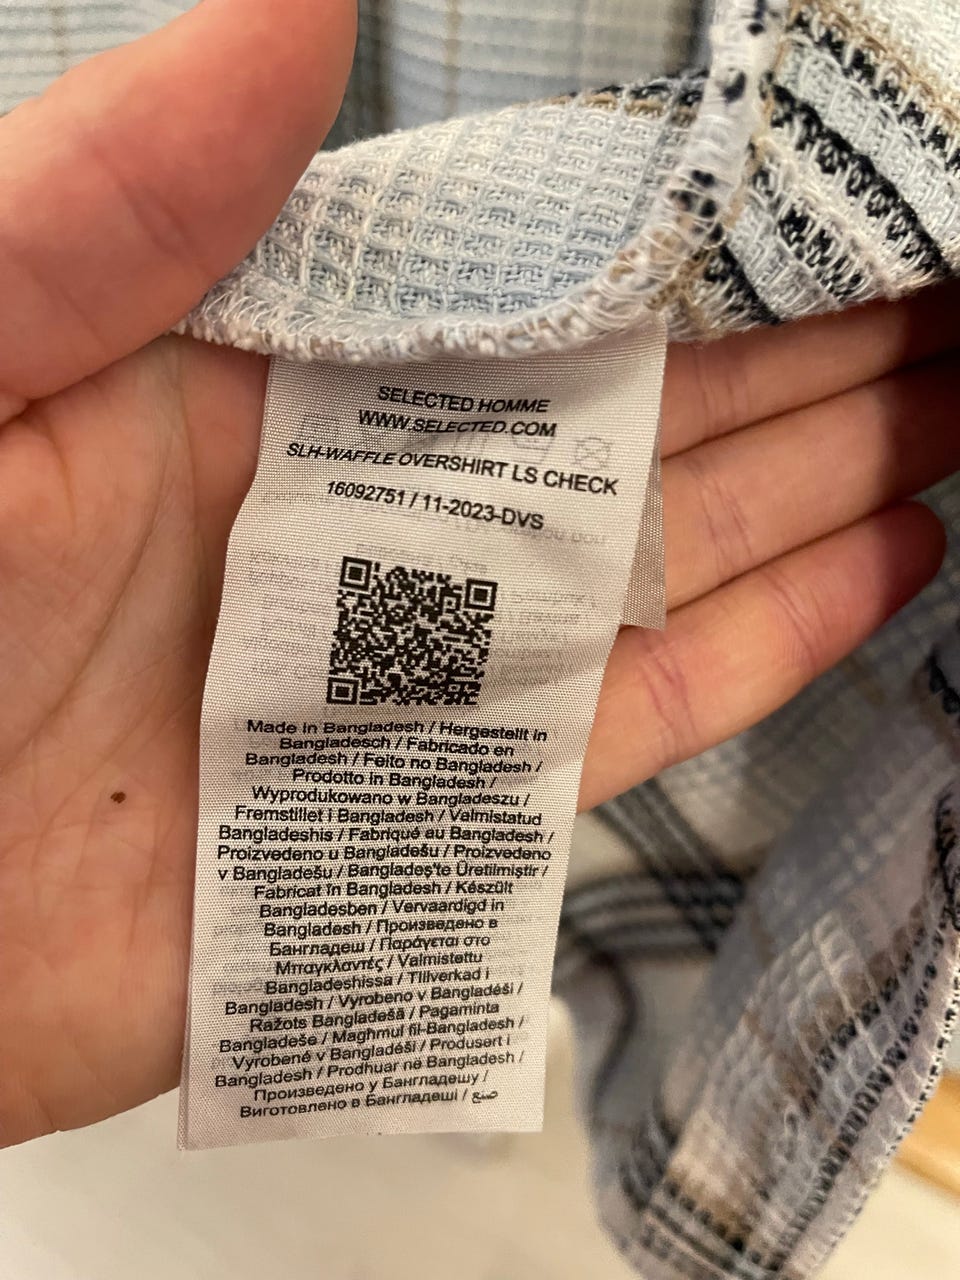 SELECTED HOMME
WWW.SELECTED.COM
SLH-WAFFLE OVERSHIRT LS CHECK
16092751 / 11-2023-DVS
Made in Bangladesh / Hergestellt in
Bangladesch / Fabricado en
Bangladesh / Feito no Bangladesh /
Prodotto in Bangladesh /
Wyprodukowano w Bangladeszu /
Fremstillet i Bangladesh / Valmistatud
Bangladeshis / Fabriqué au Bangladesh /
Proizvedeno u Bangladešu / Proizvedeno
v Bangladešu / Bangladeş'te Üretilmiştir /
Fabricat în Bangladesh / Készült
Bangladesben / Vervaardigd in
Bangladesh / Произведено в
Бангладеш / Παράγεται στο
Μπαγκλαντές / Valmistettu
Bangladeshissa / Tillverkad i
Bangladesh / Vyrobeno v Bangladéši /
Ražots Bangladešā / Pagaminta
Bangladeše / Magħmul fil-Bangladesh /
Vyrobené v Bangladéši / Produsert i
Bangladesh / Prodhuar në Bangladesh /
Произведено у Бангладешу /
Виготовлено в Бангладеші / صنع